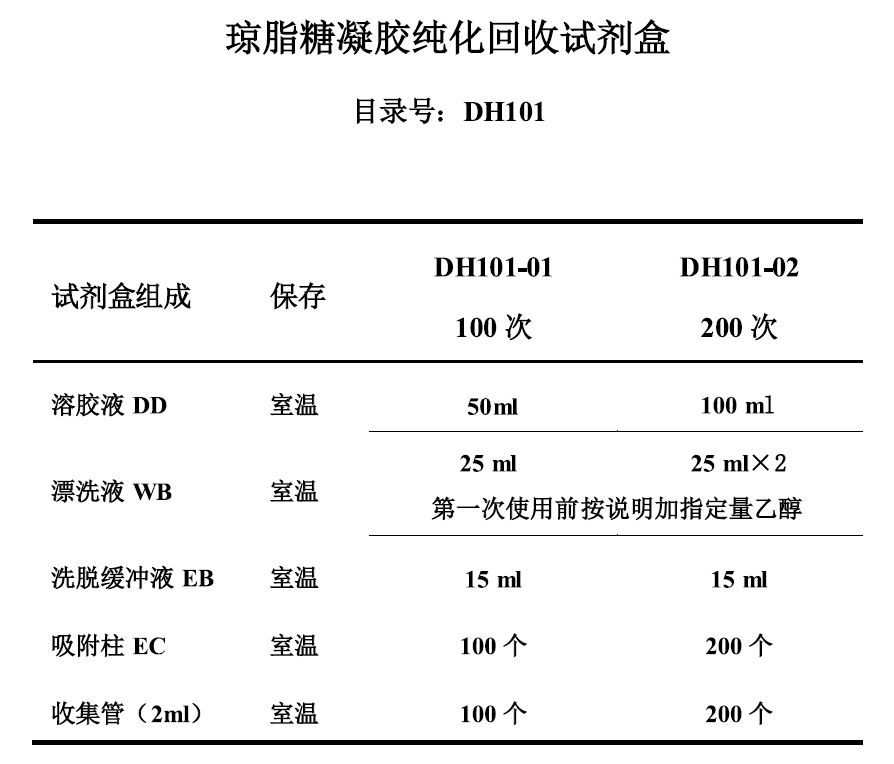 琼脂糖凝胶纯化回收试剂盒
目录号：DH101
试剂盒组成 保存 DH101-01 DH101-02
100 次 200 次
溶胶液 DD 室温 50ml 100 ml
漂洗液 WB 室温 25 ml 25 ml×2
第一次使用前按说明加指定量乙醇
洗脱缓冲液 EB 室温 15 ml 15 ml
吸附柱 EC 室温 100 个 200 个
收集管（2ml） 室温 100 个 200 个